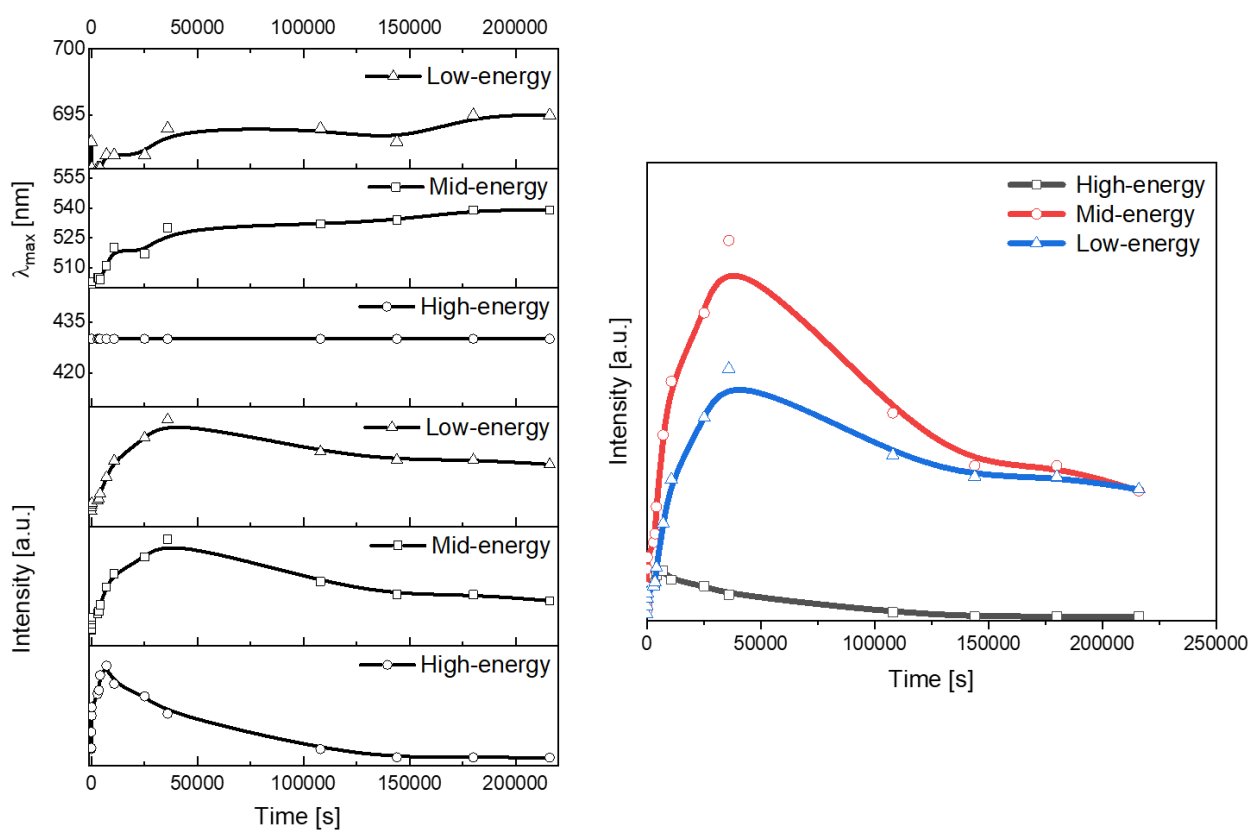 0 50000 100000 150000 200000
700
Low-energy
695
555
Mid-energy
540
525
510
λmax [nm]
High-energy
435
420
Low-energy
Mid-energy
Intensity [a.u.]
High-energy
0 50000 100000 150000 200000
Time [s]
High-energy
Mid-energy
Low-energy
Intensity [a.u.]
0 50000 100000 150000 200000 250000
Time [s]